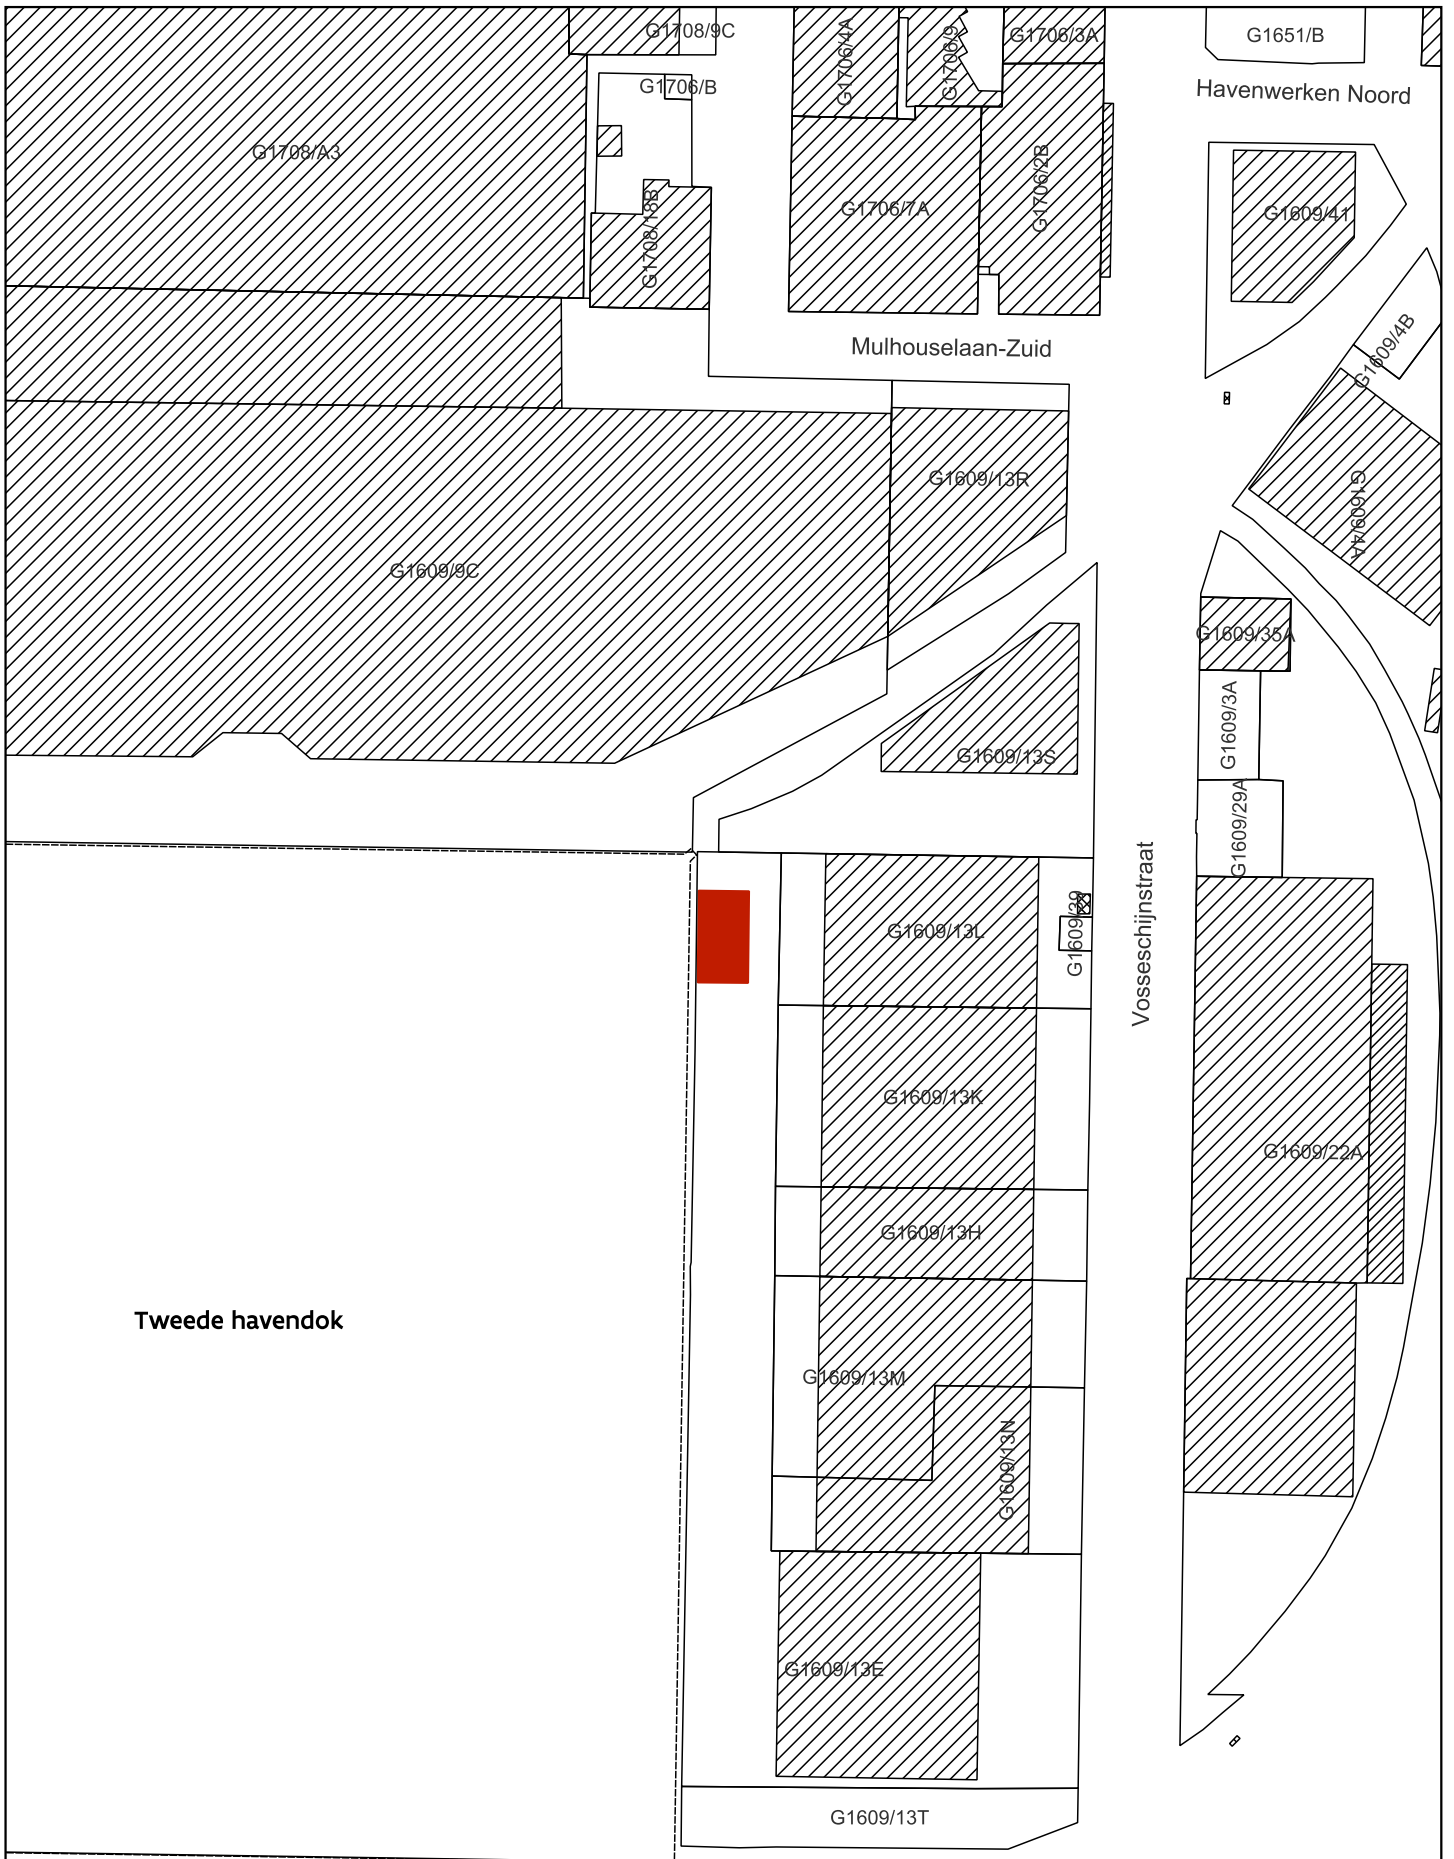 G1708/9C
G1706/4A
G1706/9
G1706/3A
G1651/B
G1706/B
Havenwerken Noord
G1708/A3
G1708/18B
G1706/7A
G1706/2B
G1609/41
Mulhouselaan-Zuid
G1609/4B
G1609/13R
G1609/4A
G1609/9C
G1609/35A
G1609/3A
G1609/13S
G1609/29A
G1609/13L
G1609/39
Vosseschijnstraat
G1609/13K
G1609/22A
G1609/13H
Tweede havendok
G1609/13M
G1609/13N
G1609/13E
G1609/13T